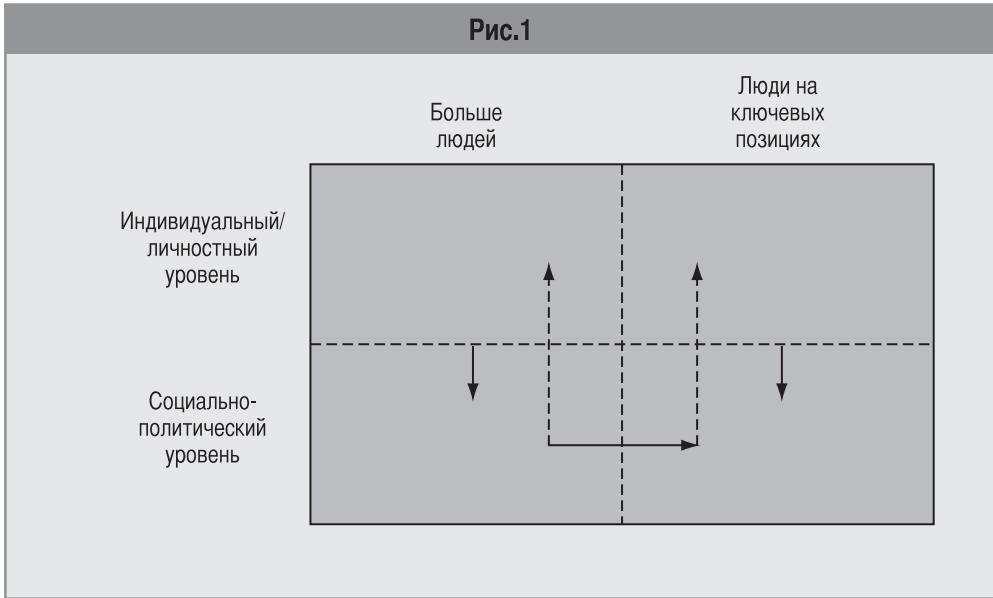 Рис.1
Больше
людей
Люди на
ключевых
позициях
Индивидуальный/
личностный
уровень
Социально-
политический
уровень